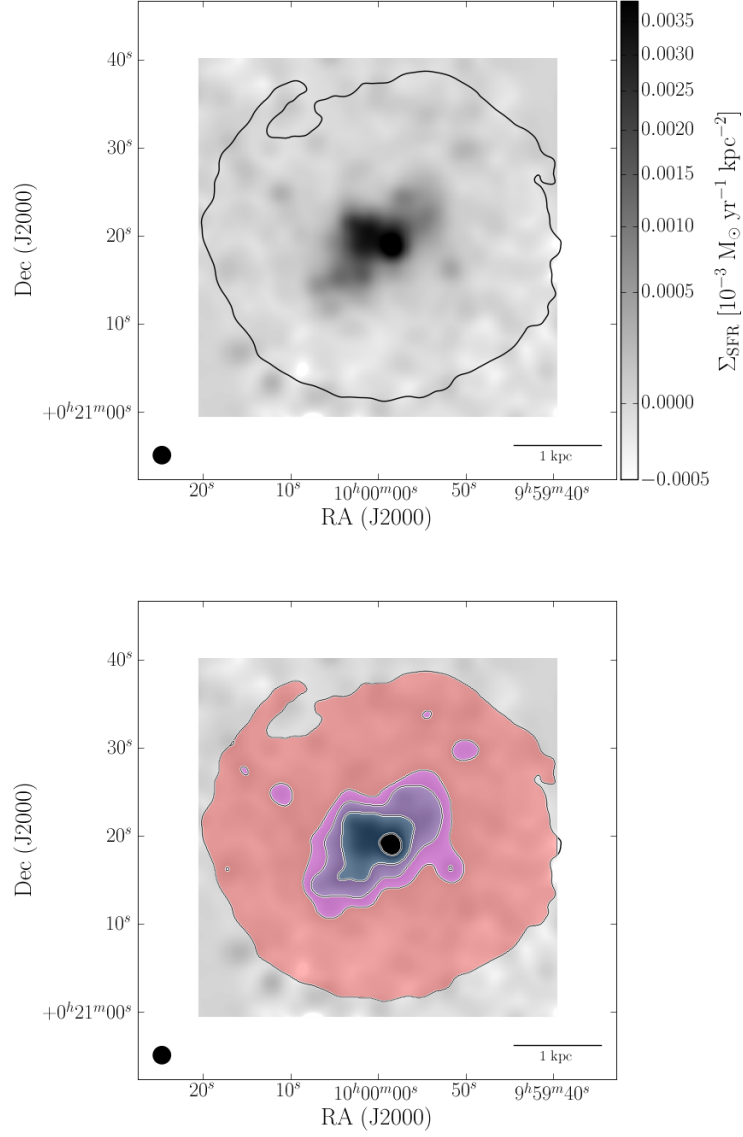 40ˢ
30ˢ
20ˢ
10ˢ
+0ʰ21ᵐ00ˢ
Dec (J2000)
20ˢ 10ˢ 10ʰ00ᵐ00ˢ 50ˢ 9ʰ59ᵐ40ˢ
RA (J2000)
1 kpc
0.0035
0.0030
0.0025
0.0020
0.0015
0.0010
0.0005
0.0000
−0.0005
Σ_SFR [10⁻³ M⊙ yr⁻¹ kpc⁻²]
40ˢ
30ˢ
20ˢ
10ˢ
+0ʰ21ᵐ00ˢ
Dec (J2000)
20ˢ 10ˢ 10ʰ00ᵐ00ˢ 50ˢ 9ʰ59ᵐ40ˢ
RA (J2000)
1 kpc